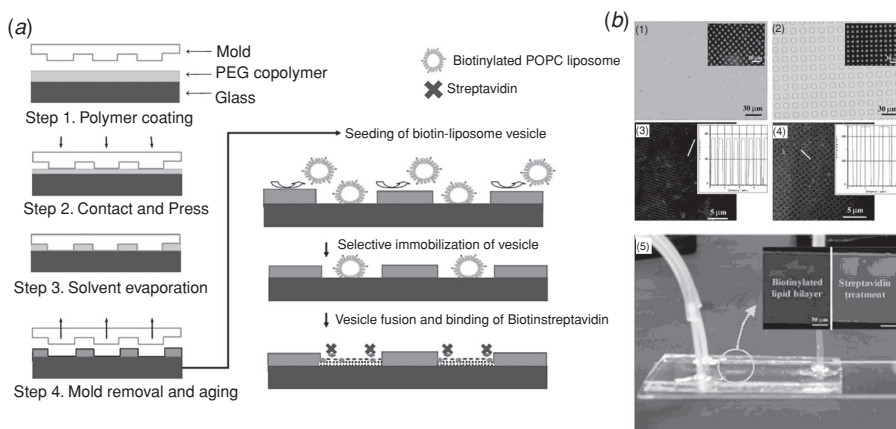 (a)
Mold
PEG copolymer
Glass
Step 1. Polymer coating
Step 2. Contact and Press
Step 3. Solvent evaporation
Step 4. Mold removal and aging
Biotinylated POPC liposome
Streptavidin
Seeding of biotin-liposome vesicle
Selective immobilization of vesicle
Vesicle fusion and binding of Biotinstreptavidin
(b)
(1)
30 μm
(2)
30 μm
(3)
5 μm
(4)
5 μm
(5)
Biotinylated
lipid bilayer
Streptavidin
treatment